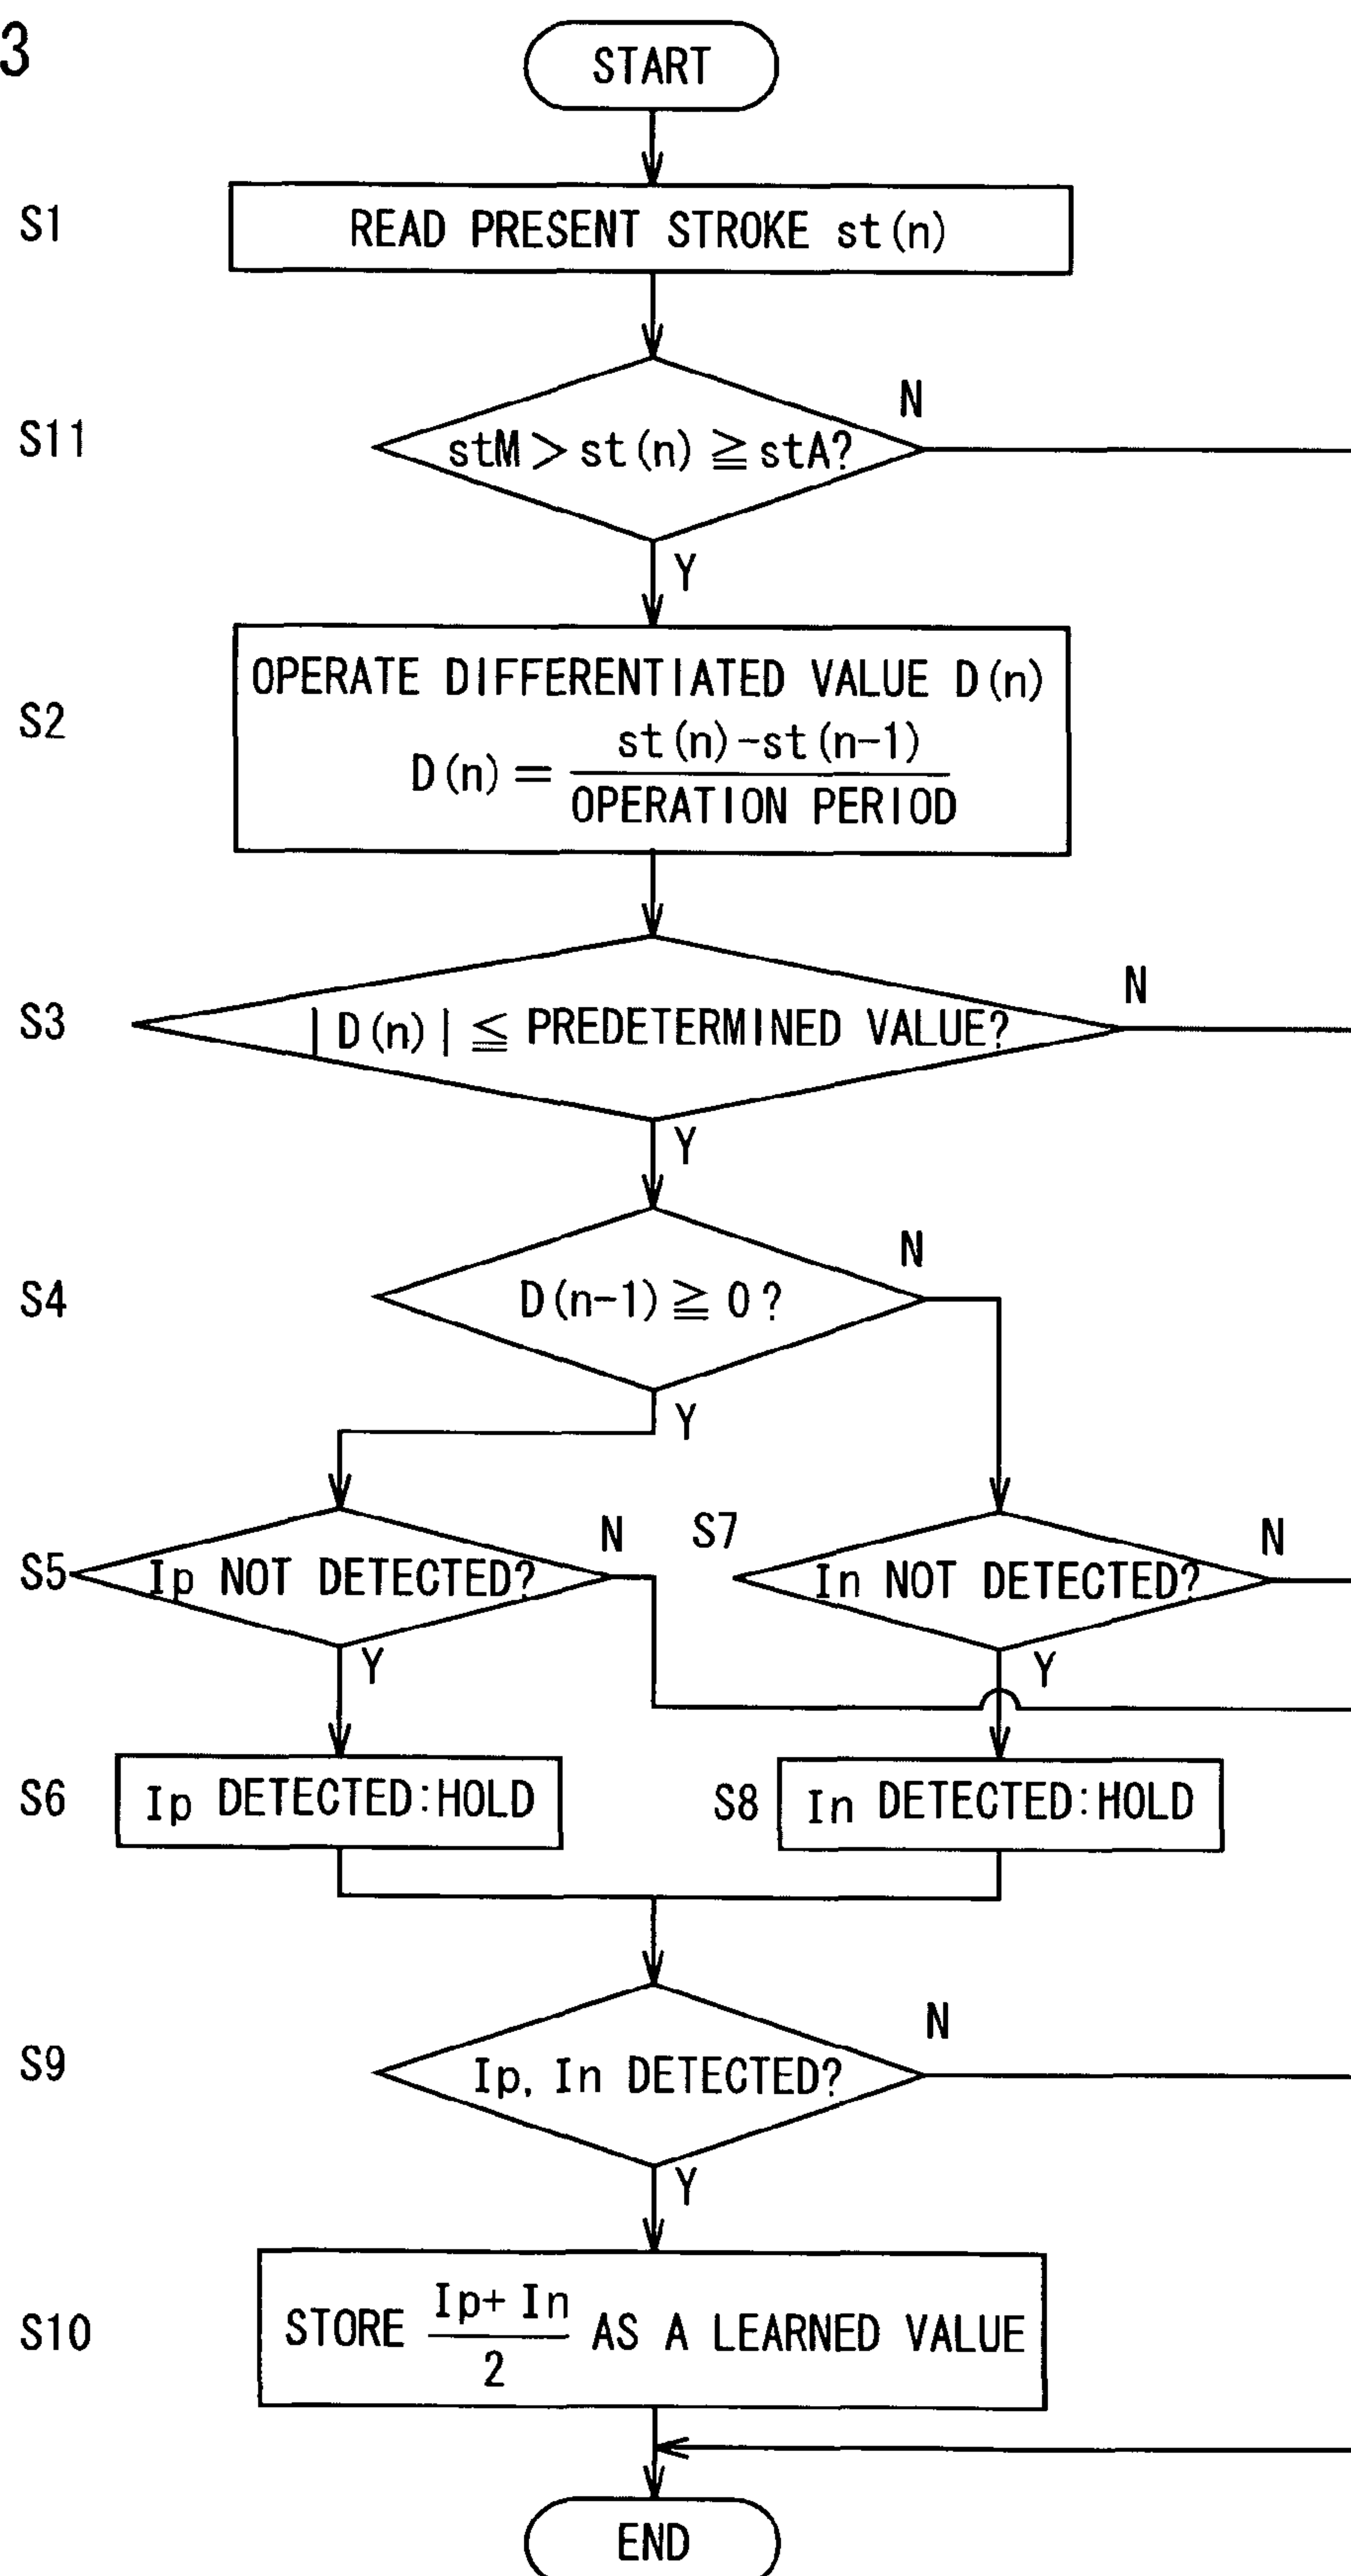 3
START
S1
READ PRESENT STROKE st(n)
S11
stM > st(n) ≧ stA?
N
Y
S2
OPERATE DIFFERENTIATED VALUE D(n)
D(n) = st(n)-st(n-1) / OPERATION PERIOD
S3
|D(n)| ≦ PREDETERMINED VALUE?
N
Y
S4
D(n-1) ≧ 0?
N
Y
S5
Ip NOT DETECTED?
N
Y
S7
In NOT DETECTED?
N
Y
S6
Ip DETECTED:HOLD
S8
In DETECTED:HOLD
S9
Ip, In DETECTED?
N
Y
S10
STORE Ip+ In / 2 AS A LEARNED VALUE
END